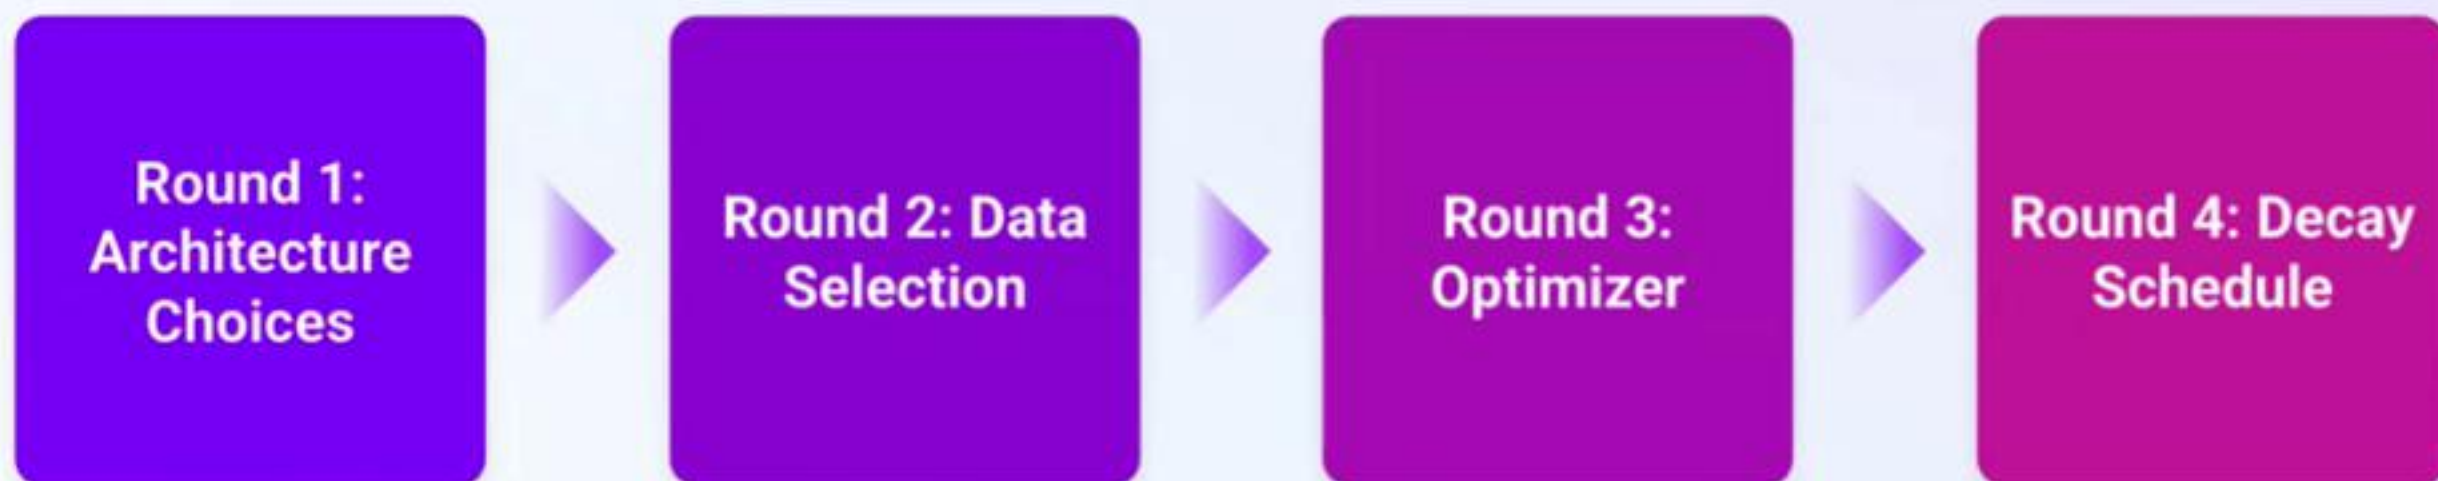 Round 1:
Architecture
Choices
Round 2: Data
Selection
Round 3:
Optimizer
Round 4: Decay
Schedule